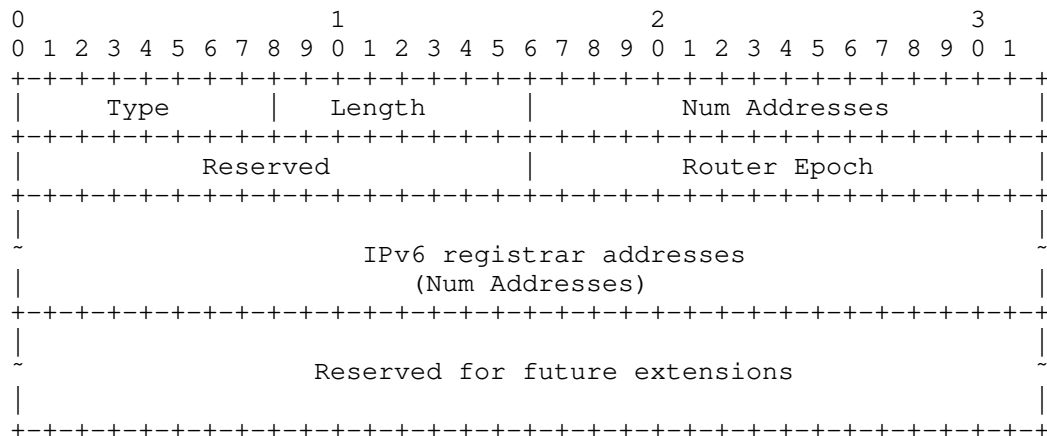 0                   1                   2                   3
0 1 2 3 4 5 6 7 8 9 0 1 2 3 4 5 6 7 8 9 0 1 2 3 4 5 6 7 8 9 0 1
+-+-+-+-+-+-+-+-+-+-+-+-+-+-+-+-+-+-+-+-+-+-+-+-+-+-+-+-+-+-+-+-+
|     Type      |    Length     |         Num Addresses         |
+-+-+-+-+-+-+-+-+-+-+-+-+-+-+-+-+-+-+-+-+-+-+-+-+-+-+-+-+-+-+-+-+
|           Reserved            |         Router Epoch          |
+-+-+-+-+-+-+-+-+-+-+-+-+-+-+-+-+-+-+-+-+-+-+-+-+-+-+-+-+-+-+-+-+
|                                                               |
~                     IPv6 registrar addresses                  ~
|                        (Num Addresses)                        |
+-+-+-+-+-+-+-+-+-+-+-+-+-+-+-+-+-+-+-+-+-+-+-+-+-+-+-+-+-+-+-+-+
|                                                               |
~                  Reserved for future extensions               ~
|                                                               |
+-+-+-+-+-+-+-+-+-+-+-+-+-+-+-+-+-+-+-+-+-+-+-+-+-+-+-+-+-+-+-+-+